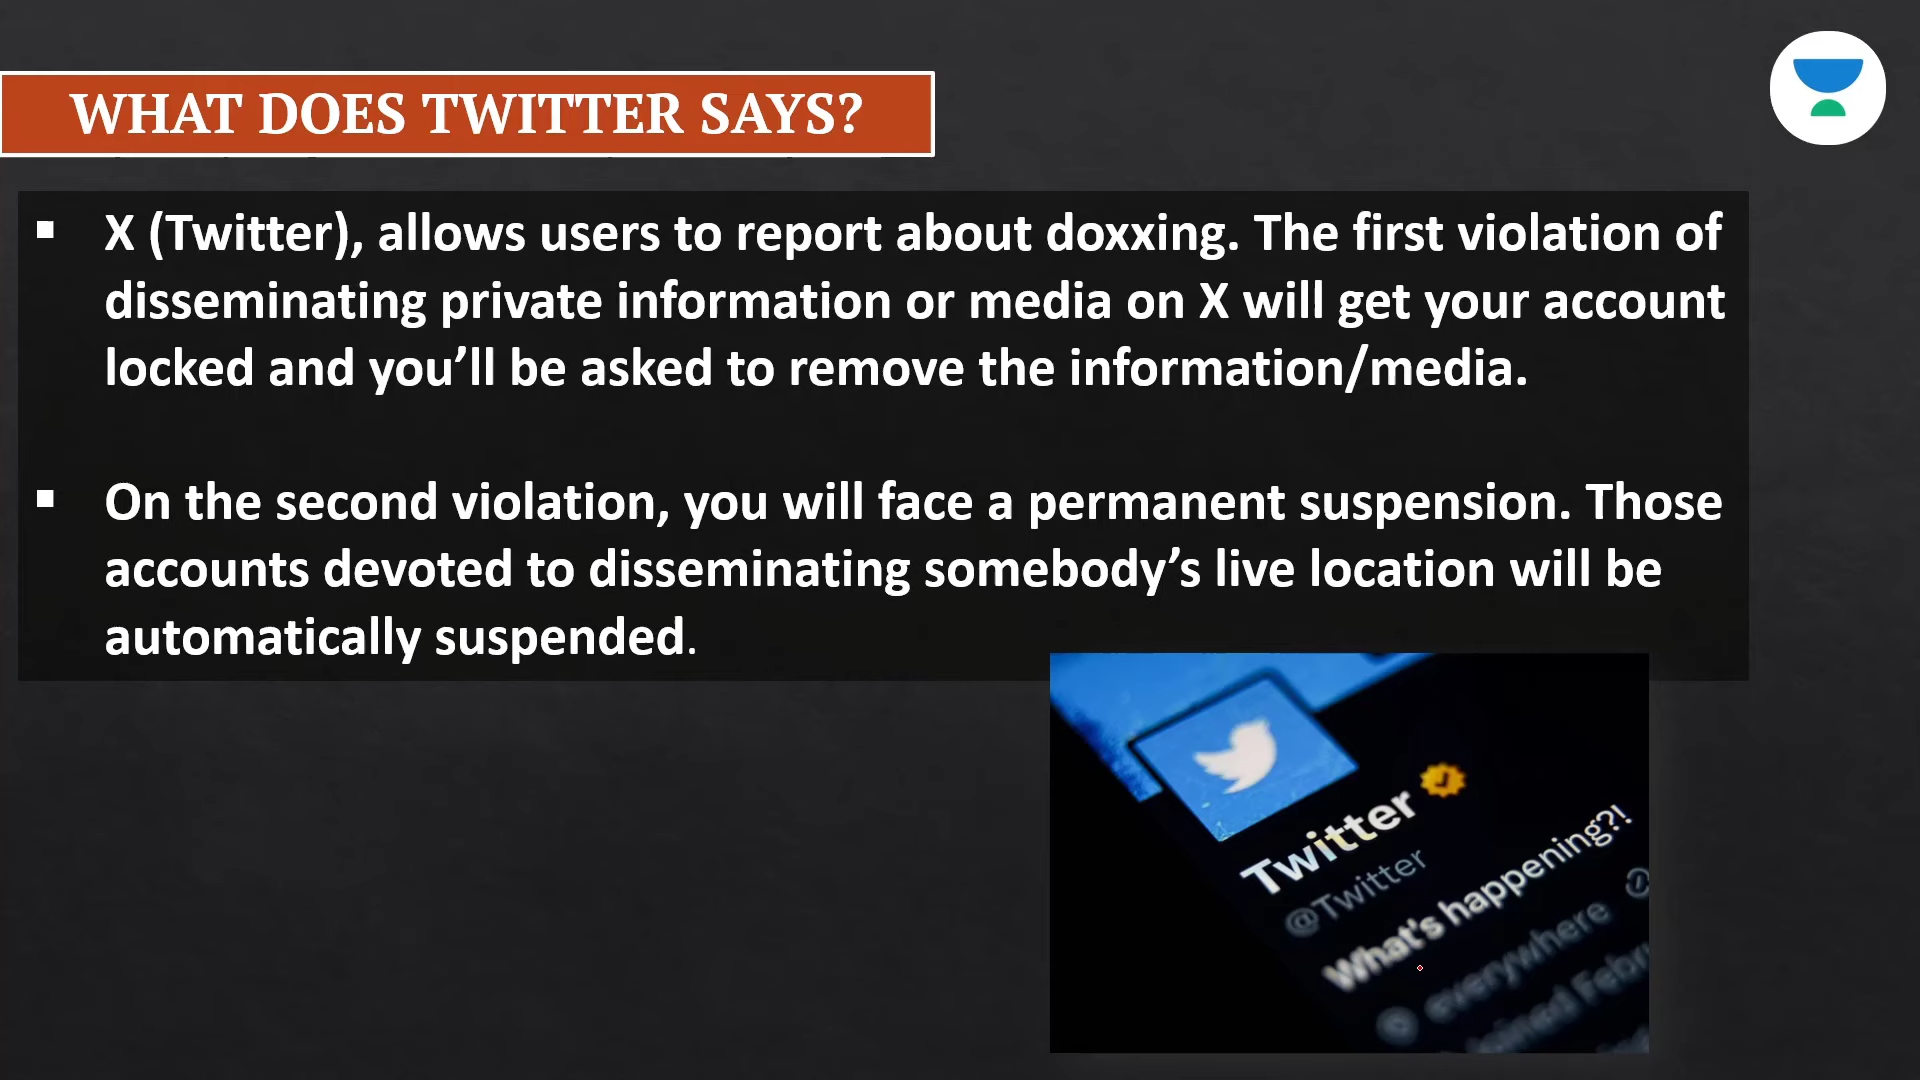 WHAT DOES TWITTER SAYS?
▪ X (Twitter), allows users to report about doxxing. The first violation of
disseminating private information or media on X will get your account
locked and you’ll be asked to remove the information/media.
▪ On the second violation, you will face a permanent suspension. Those
accounts devoted to disseminating somebody’s live location will be
automatically suspended.
Twitter
@Twitter
What's happening?!
everywhere
Joined